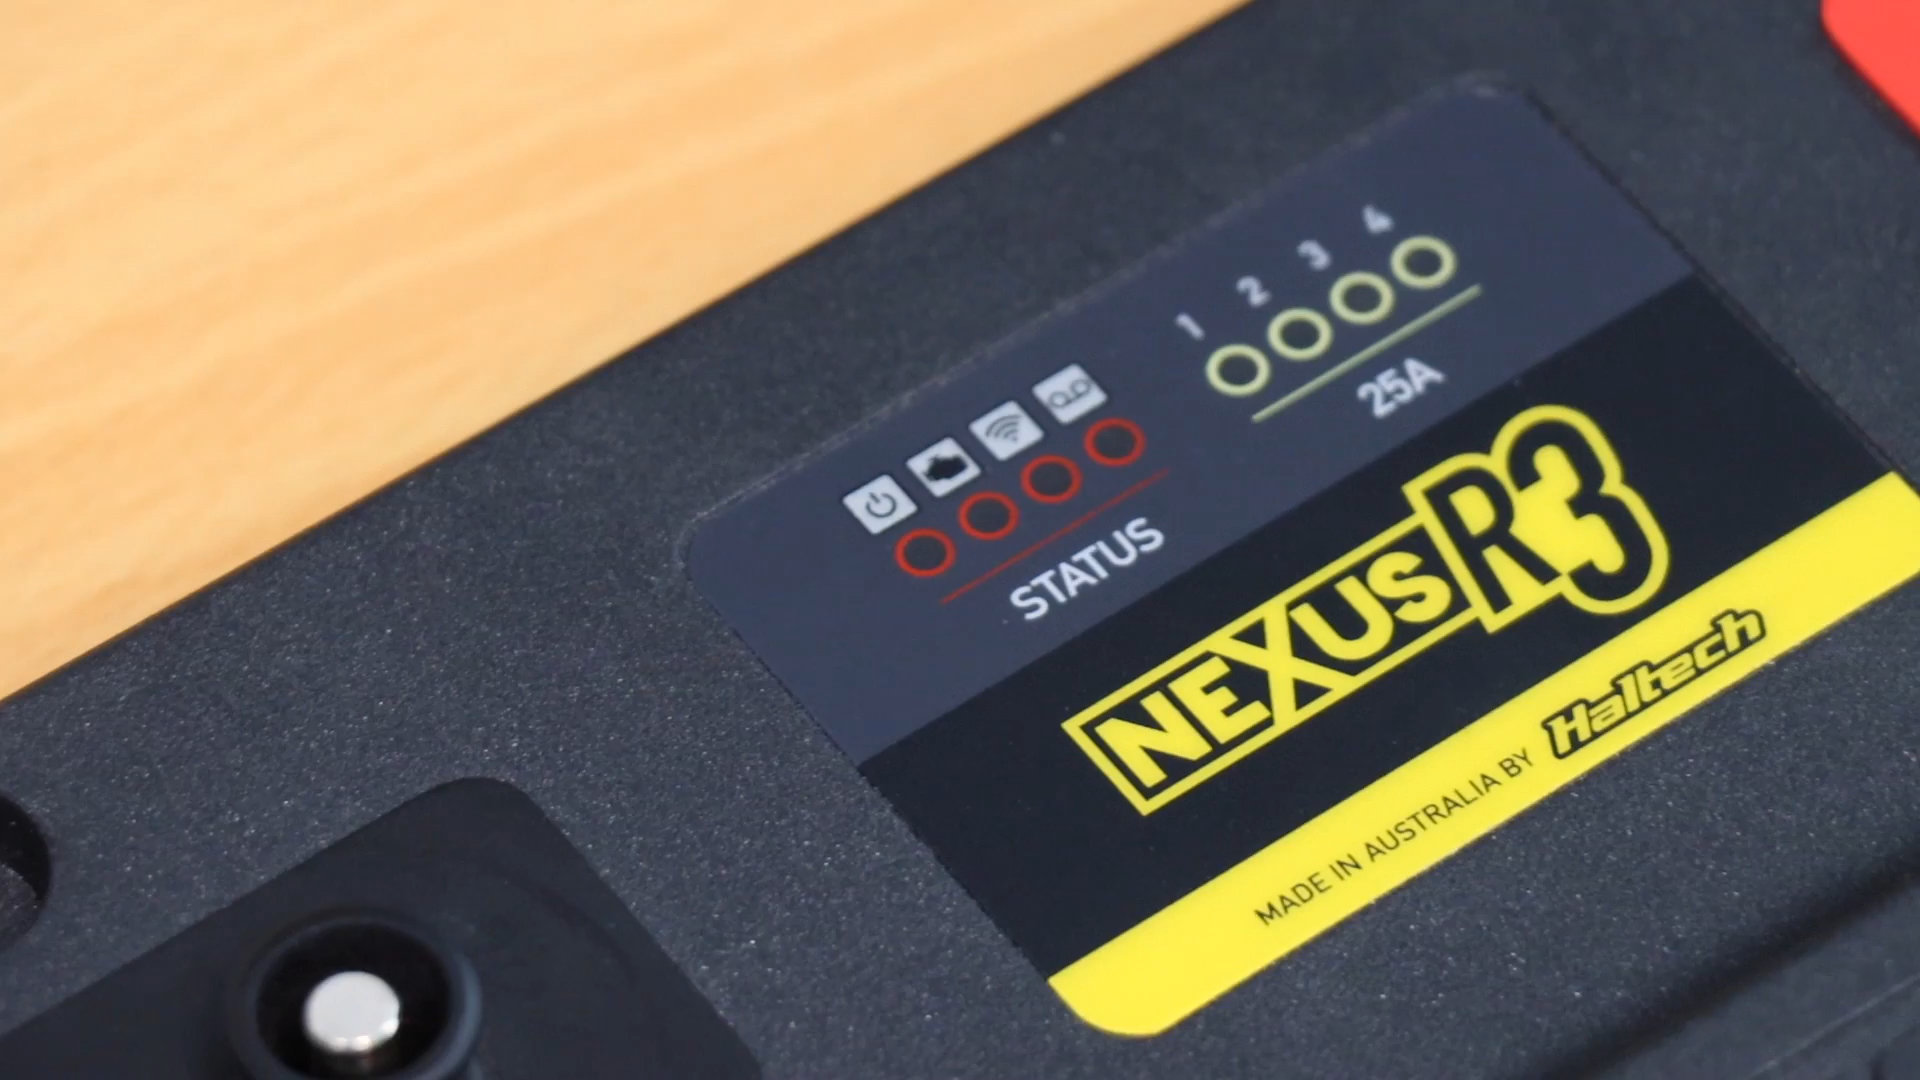 1 2 3 4
25A
STATUS
NEXUS R3
MADE IN AUSTRALIA BY Haltech